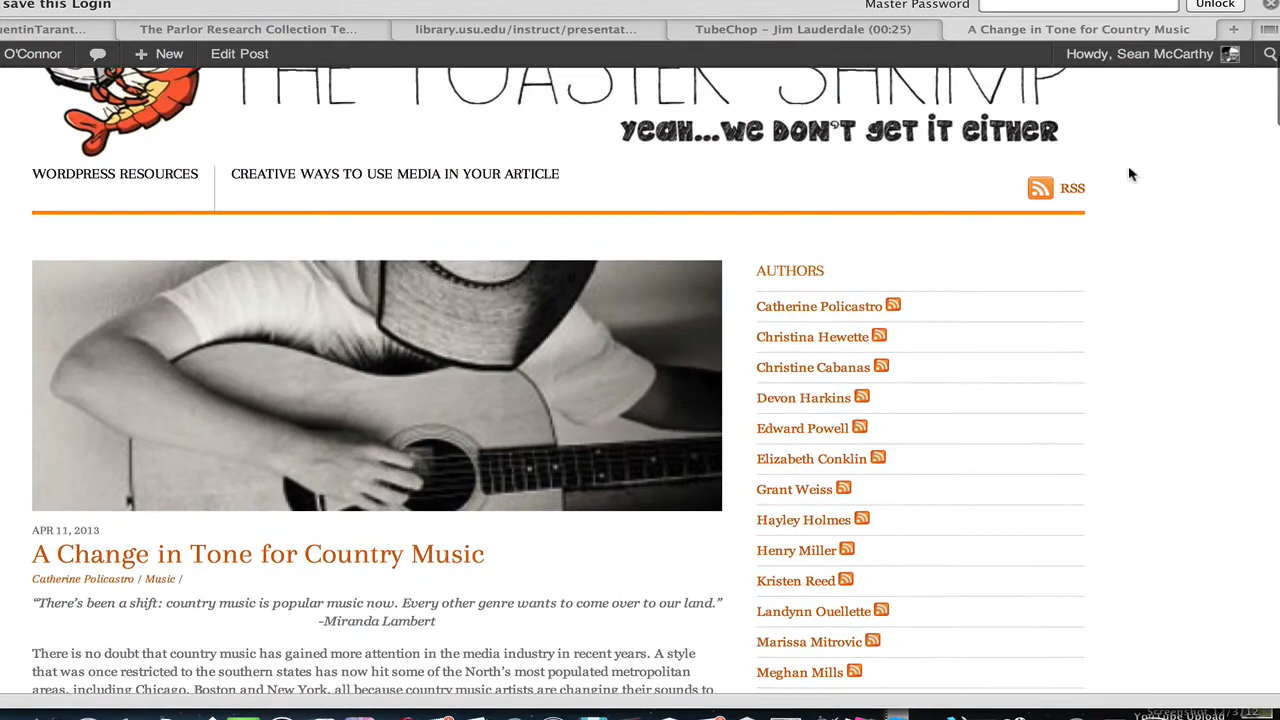 save this Login
Master Password
Unlock
uentinTarant...
The Parlor Research Collection Te...
library.usu.edu/instruct/presentat...
TubeChop – Jim Lauderdale (00:25)
A Change in Tone for Country Music
O'Connor
+ New
Edit Post
Howdy, Sean McCarthy
THE TOASTER SHRIMP
YEAH...WE DON'T GET IT EITHER
WORDPRESS RESOURCES
CREATIVE WAYS TO USE MEDIA IN YOUR ARTICLE
RSS
AUTHORS
Catherine Policastro
Christina Hewette
Christine Cabanas
Devon Harkins
Edward Powell
Elizabeth Conklin
Grant Weiss
Hayley Holmes
Henry Miller
Kristen Reed
Landynn Ouellette
Marissa Mitrovic
Meghan Mills
APR 11, 2013
A Change in Tone for Country Music
Catherine Policastro / Music /
“There’s been a shift: country music is popular music now. Every other genre wants to come over to our land.”
-Miranda Lambert
There is no doubt that country music has gained more attention in the media industry in recent years. A style
that was once restricted to the southern states has now hit some of the North’s most populated metropolitan
areas, including Chicago, Boston and New York, all because country music artists are changing their sounds to
Screenshot 12/3/12
YouTube Upload